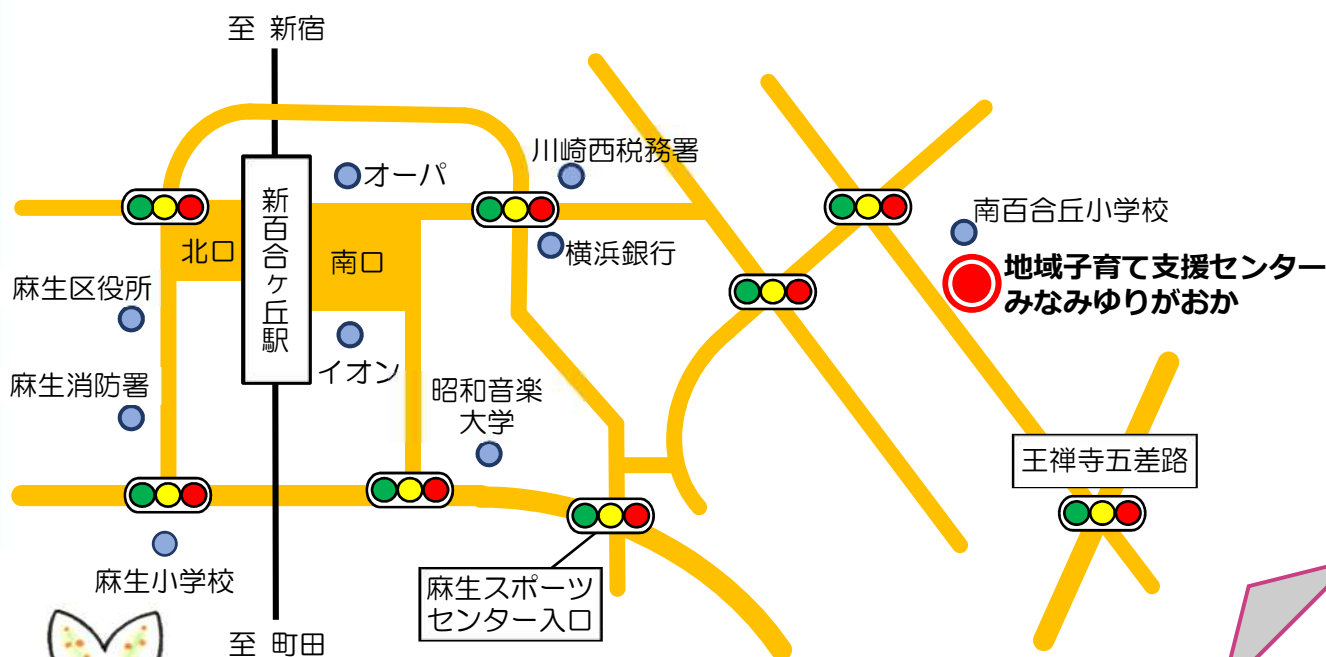 至 新宿
川崎西税務署
オーパ
新百合ヶ丘駅
南百合丘小学校
北口
南口
横浜銀行
地域子育て支援センター
みなみゆりがおか
麻生区役所
イオン
麻生消防署
昭和音楽
大学
王禅寺五差路
麻生小学校
麻生スポーツ
センター入口
至 町田